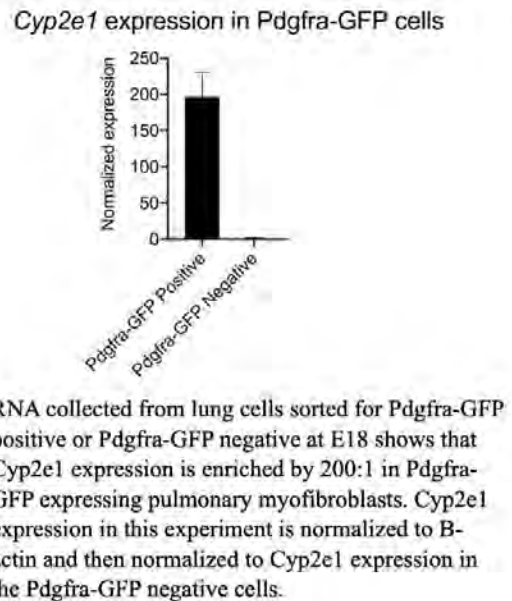 Cyp2e1 expression in Pdgfra-GFP cells
Normalized expression
250
200
150
100
50
0
Pdgfra-GFP Positive
Pdgfra-GFP Negative
RNA collected from lung cells sorted for Pdgfra-GFP
positive or Pdgfra-GFP negative at E18 shows that
Cyp2e1 expression is enriched by 200:1 in Pdgfra-
GFP expressing pulmonary myofibroblasts. Cyp2e1
expression in this experiment is normalized to B-
actin and then normalized to Cyp2e1 expression in
the Pdgfra-GFP negative cells.